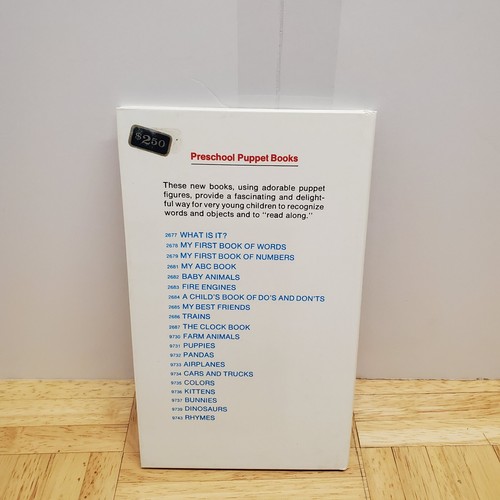 $2.50
Preschool Puppet Books
These new books, using adorable puppet
figures, provide a fascinating and delight-
ful way for very young children to recognize
words and objects and to "read along."
2677 WHAT IS IT?
2678 MY FIRST BOOK OF WORDS
2679 MY FIRST BOOK OF NUMBERS
2681 MY ABC BOOK
2682 BABY ANIMALS
2683 FIRE ENGINES
2684 A CHILD'S BOOK OF DO'S AND DON'TS
2685 MY BEST FRIENDS
2686 TRAINS
2687 THE CLOCK BOOK
9730 FARM ANIMALS
9731 PUPPIES
9732 PANDAS
9733 AIRPLANES
9734 CARS AND TRUCKS
9735 COLORS
9736 KITTENS
9737 BUNNIES
9739 DINOSAURS
9743 RHYMES